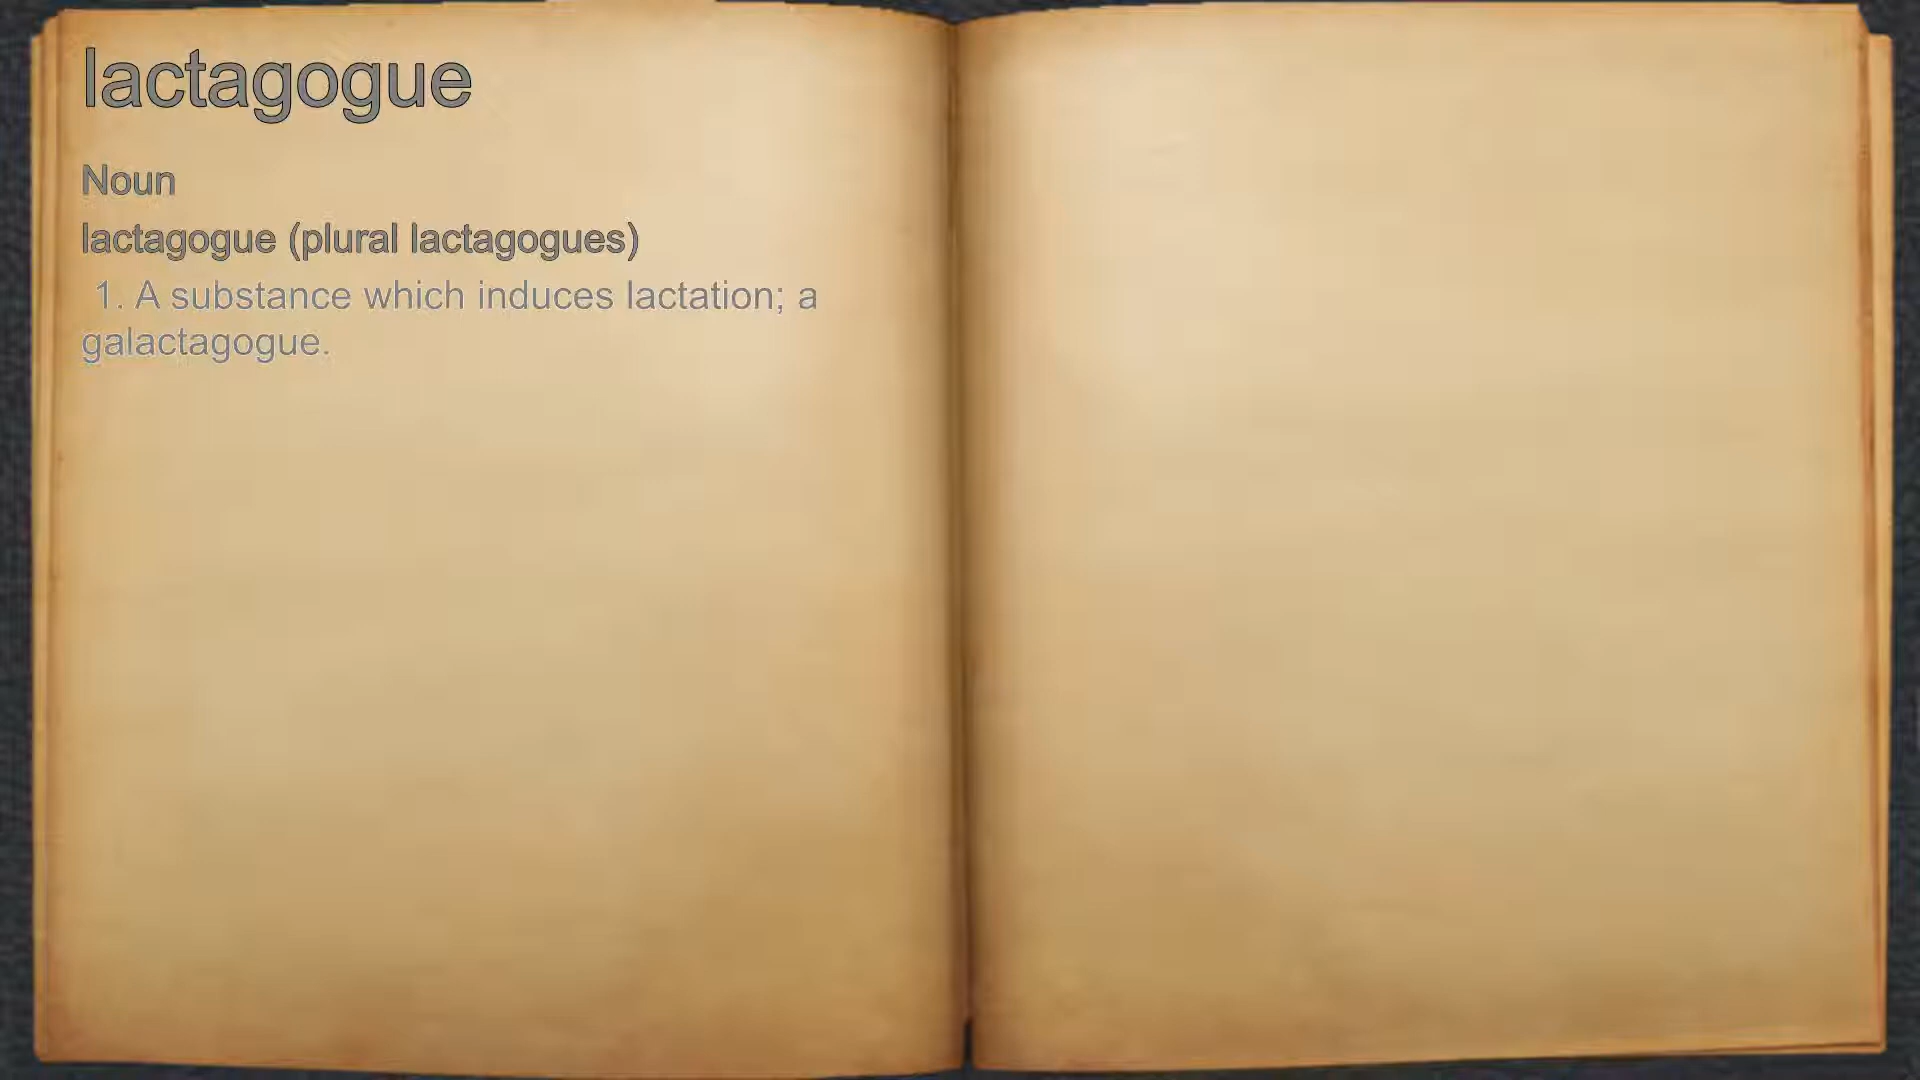 lactagogue
Noun
lactagogue (plural lactagogues)
1. A substance which induces lactation; a
galactagogue.